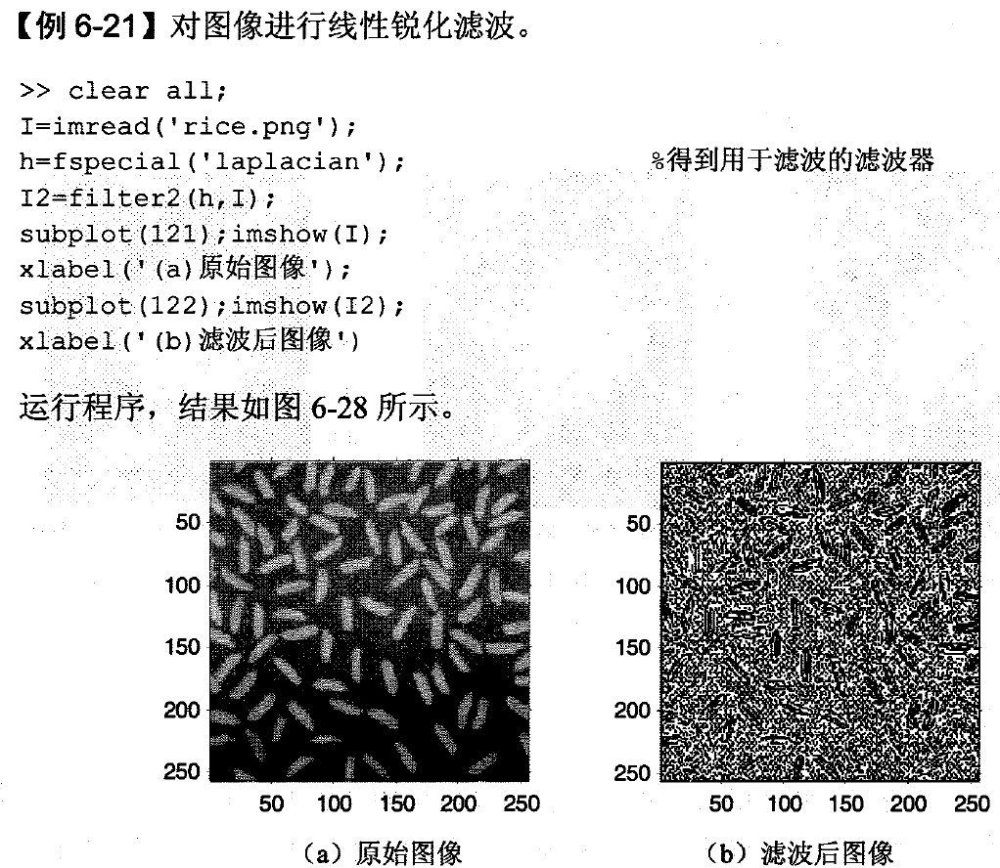 【例 6-21】对图像进行线性锐化滤波。
>> clear all;
I=imread('rice.png');
h=fspecial('laplacian');                %得到用于滤波的滤波器
I2=filter2(h,I);
subplot(121);imshow(I);
xlabel('(a)原始图像');
subplot(122);imshow(I2);
xlabel('(b)滤波后图像')
运行程序，结果如图 6-28 所示。
50
100
150
200
250
50 100 150 200 250
(a) 原始图像
50
100
150
200
250
50 100 150 200 250
(b) 滤波后图像